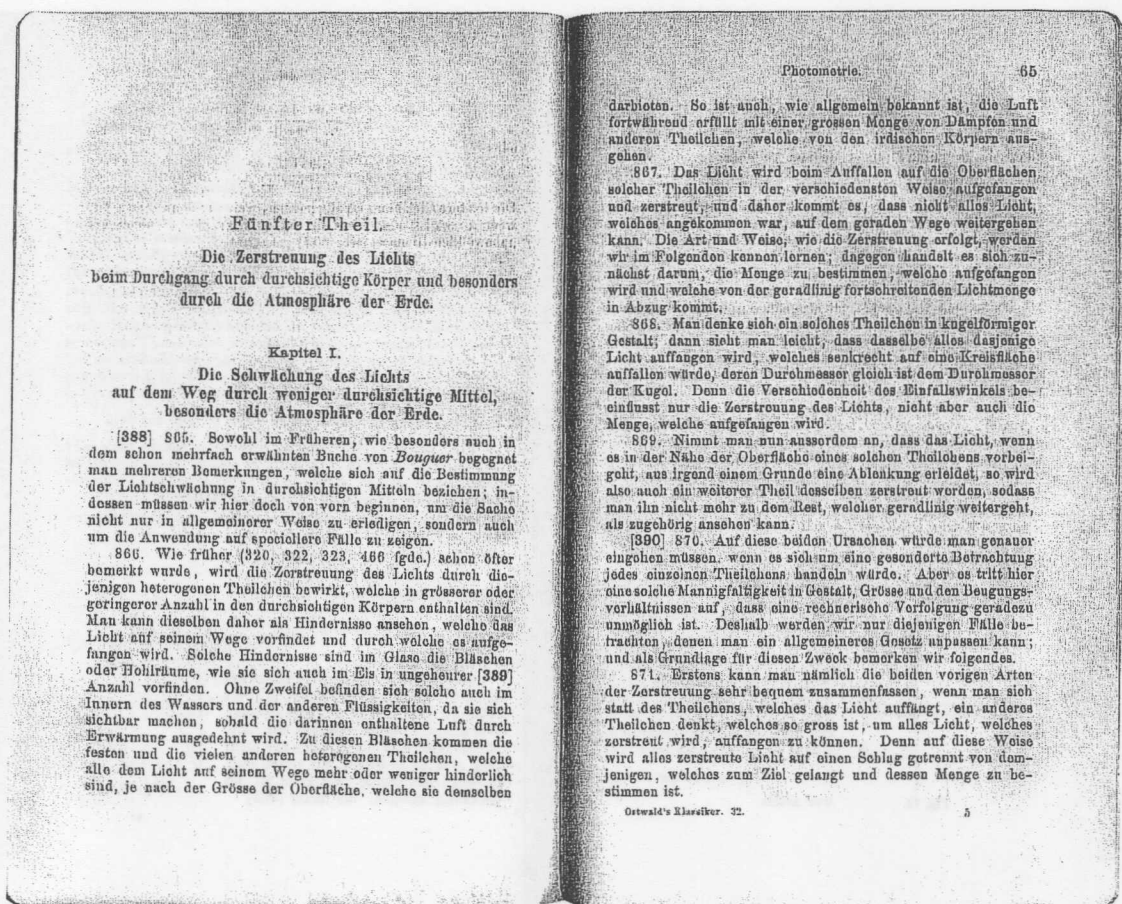 Fünfter Theil.
Die Zerstreuung des Lichts
beim Durchgang durch durchsichtige Körper und besonders
durch die Atmosphäre der Erde.
Kapitel I.
Die Schwächung des Lichts
auf dem Weg durch weniger durchsichtige Mittel,
besonders die Atmosphäre der Erde.
[388] 865. Sowohl im Früheren, wie besonders auch in
dem schon mehrfach erwähnten Buche von Bouguer begegnet
man mehreren Bemerkungen, welche sich auf die Bestimmung
der Lichtschwächung in durchsichtigen Mitteln beziehen; in-
dessen müssen wir hier doch von vorn beginnen, um die Sache
nicht nur in allgemeinerer Weise zu erledigen, sondern auch
um die Anwendung auf speciellere Fälle zu zeigen.
866. Wie früher (320, 322, 323, 466 fgde.) schon öfter
bemerkt wurde, wird die Zerstreuung des Lichts durch die-
jenigen heterogenen Theilchen bewirkt, welche in grösserer oder
geringerer Anzahl in den durchsichtigen Körpern enthalten sind.
Man kann dieselben daher als Hindernisse ansehen, welche das
Licht auf seinem Wege vorfindet und durch welche es aufge-
fangen wird. Solche Hindernisse sind im Glase die Bläschen
oder Hohlräume, wie sie sich auch im Eis in ungeheurer [389]
Anzahl vorfinden. Ohne Zweifel befinden sich solche auch im
Innern des Wassers und der anderen Flüssigkeiten, da sie sich
sichtbar machen, sobald die darinnen enthaltene Luft durch
Erwärmung ausgedehnt wird. Zu diesen Bläschen kommen die
festen und die vielen anderen heterogenen Theilchen, welche
alle dem Licht auf seinem Wege mehr oder weniger hinderlich
sind, je nach der Grösse der Oberfläche, welche sie demselben
Photometrie. 65
darbieten. So ist auch, wie allgemein bekannt ist, die Luft
fortwährend erfüllt mit einer grossen Menge von Dämpfen und
anderen Theilchen, welche von den irdischen Körpern aus-
gehen.
867. Das Licht wird beim Auffallen auf die Oberflächen
solcher Theilchen in der verschiedensten Weise aufgefangen
und zerstreut, und daher kommt es, dass nicht alles Licht,
welches angekommen war, auf dem geraden Wege weitergehen
kann. Die Art und Weise, wie die Zerstreuung erfolgt, werden
wir im Folgenden kennen lernen; dagegen handelt es sich zu-
nächst darum, die Menge zu bestimmen, welche aufgefangen
wird und welche von der geradlinig fortschreitenden Lichtmenge
in Abzug kommt.
868. Man denke sich ein solches Theilchen in kugelförmiger
Gestalt; dann sieht man leicht, dass dasselbe alles dasjenige
Licht auffangen wird, welches senkrecht auf eine Kreisfläche
auffallen würde, deren Durchmesser gleich ist dem Durchmesser
der Kugel. Denn die Verschiedenheit des Einfallswinkels be-
einflusst nur die Zerstreuung des Lichts, nicht aber auch die
Menge, welche aufgefangen wird.
869. Nimmt man nun ausserdem an, dass das Licht, wenn
es in der Nähe der Oberfläche eines solchen Theilchens vorbei-
geht, aus irgend einem Grunde eine Ablenkung erleidet, so wird
also auch ein weiterer Theil desselben zerstreut werden, sodass
man ihn nicht mehr zu dem Rest, welcher geradlinig weitergeht,
als zugehörig ansehen kann.
[390] 870. Auf diese beiden Ursachen würde man genauer
eingehen müssen, wenn es sich um eine gesonderte Betrachtung
jedes einzelnen Theilchens handeln würde. Aber es tritt hier
eine solche Mannigfaltigkeit in Gestalt, Grösse und den Beugungs-
verhältnissen auf, dass eine rechnerische Verfolgung geradezu
unmöglich ist. Deshalb werden wir nur diejenigen Fälle be-
trachten, denen man ein allgemeineres Gesetz anpassen kann;
und als Grundlage für diesen Zweck bemerken wir folgendes.
871. Erstens kann man nämlich die beiden vorigen Arten
der Zerstreuung sehr bequem zusammenfassen, wenn man sich
statt des Theilchens, welches das Licht auffängt, ein anderes
Theilchen denkt, welches so gross ist, um alles Licht, welches
zerstreut wird, auffangen zu können. Denn auf diese Weise
wird alles zerstreute Licht auf einen Schlag getrennt von dem-
jenigen, welches zum Ziel gelangt und dessen Menge zu be-
stimmen ist.
Ostwald's Klassiker. 32. 5